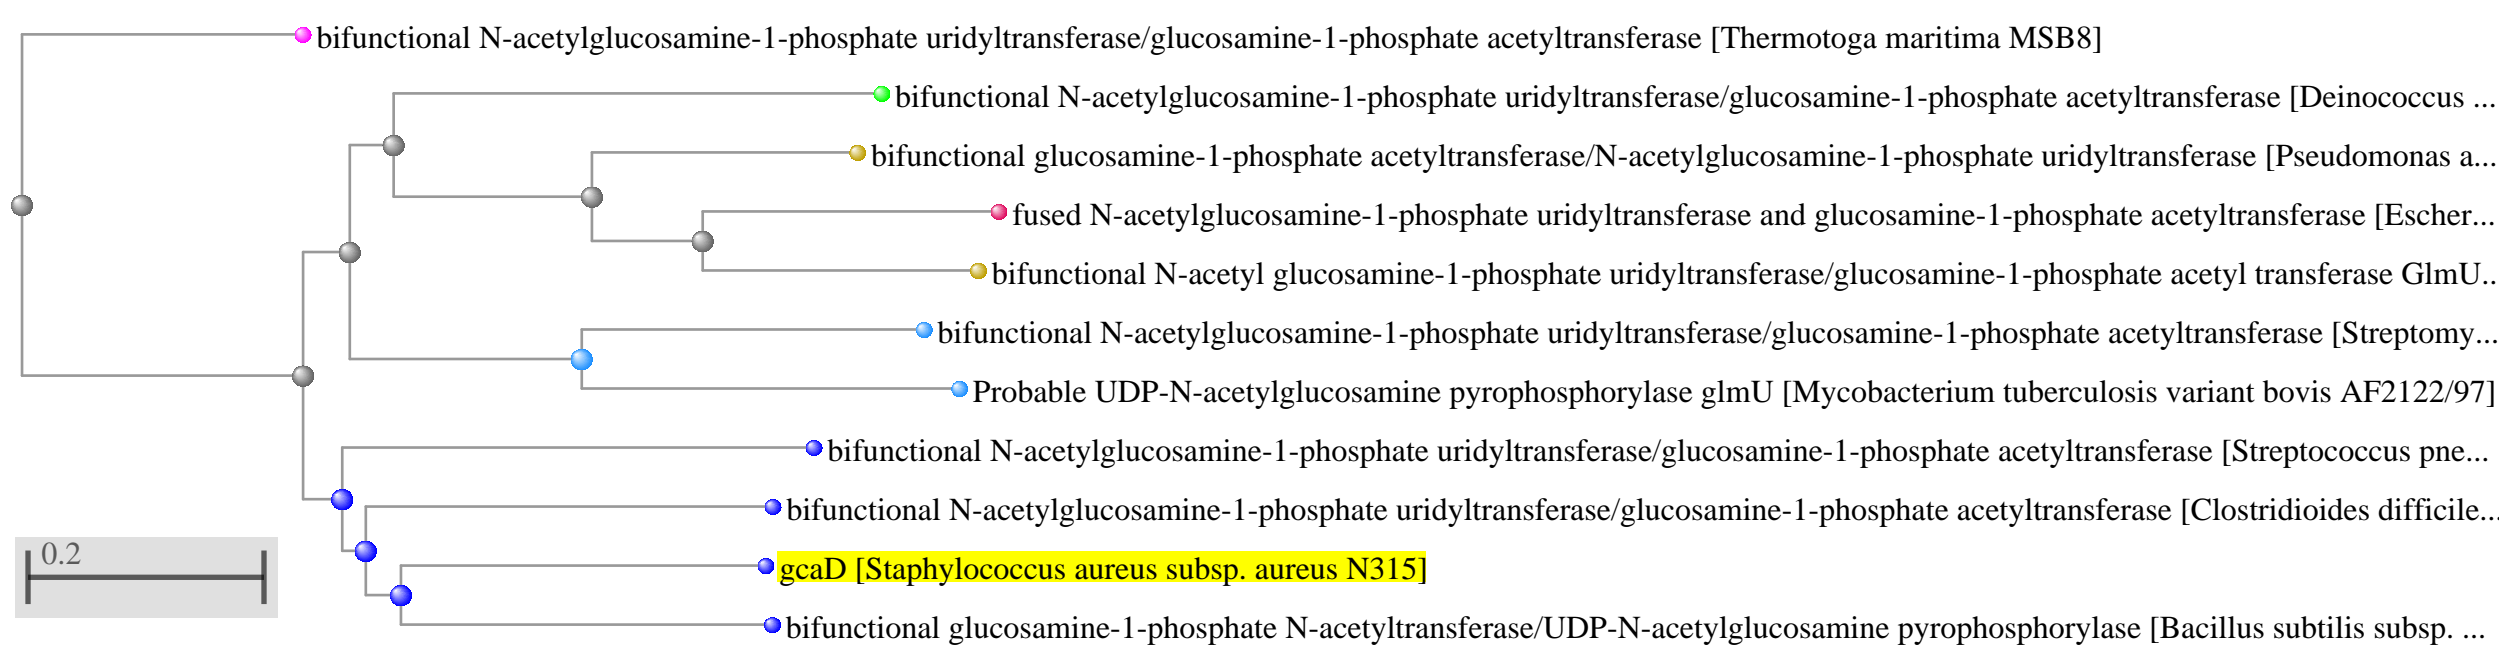 bifunctional N-acetylglucosamine-1-phosphate uridyltransferase/glucosamine-1-phosphate acetyltransferase [Thermotoga maritima MSB8]
bifunctional N-acetylglucosamine-1-phosphate uridyltransferase/glucosamine-1-phosphate acetyltransferase [Deinococcus ...
bifunctional glucosamine-1-phosphate acetyltransferase/N-acetylglucosamine-1-phosphate uridyltransferase [Pseudomonas a...
fused N-acetylglucosamine-1-phosphate uridyltransferase and glucosamine-1-phosphate acetyltransferase [Escher...
bifunctional N-acetyl glucosamine-1-phosphate uridyltransferase/glucosamine-1-phosphate acetyl transferase GlmU..
bifunctional N-acetylglucosamine-1-phosphate uridyltransferase/glucosamine-1-phosphate acetyltransferase [Streptomy...
Probable UDP-N-acetylglucosamine pyrophosphorylase glmU [Mycobacterium tuberculosis variant bovis AF2122/97]
bifunctional N-acetylglucosamine-1-phosphate uridyltransferase/glucosamine-1-phosphate acetyltransferase [Streptococcus pne...
bifunctional N-acetylglucosamine-1-phosphate uridyltransferase/glucosamine-1-phosphate acetyltransferase [Clostridioides difficile...
0.2
gcaD [Staphylococcus aureus subsp. aureus N315]
bifunctional glucosamine-1-phosphate N-acetyltransferase/UDP-N-acetylglucosamine pyrophosphorylase [Bacillus subtilis subsp. ...